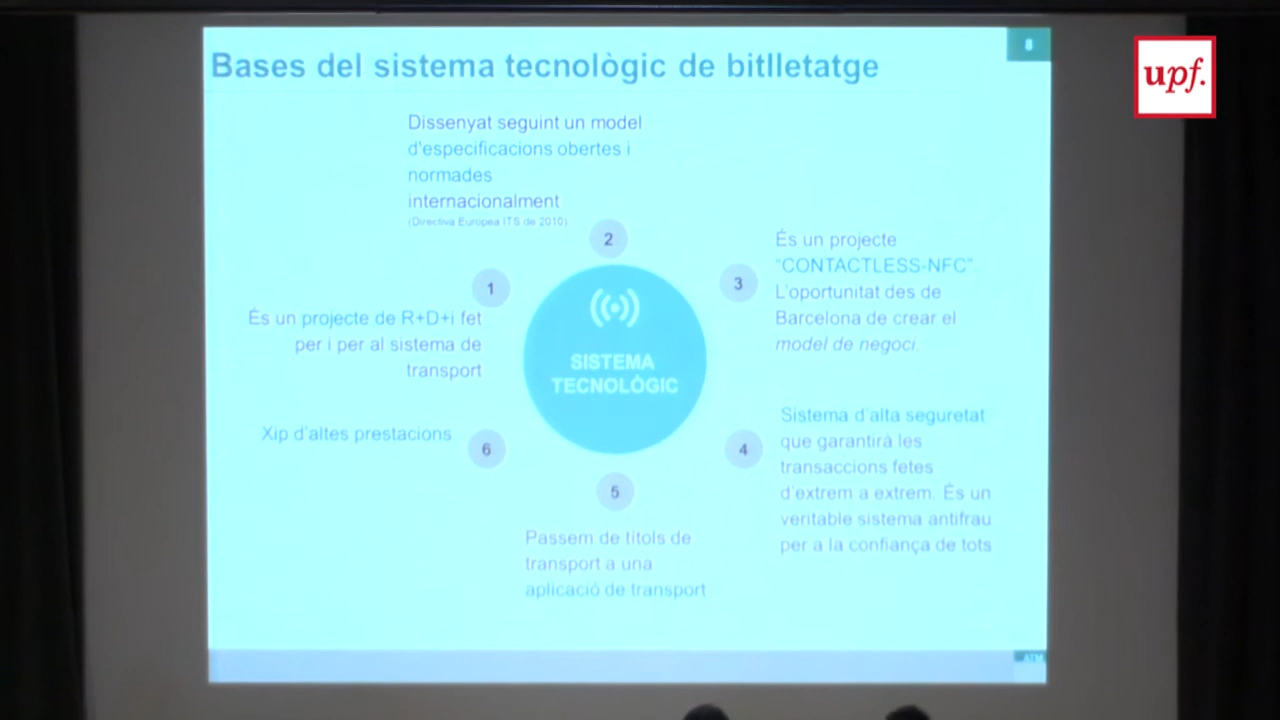 8
upf.
Bases del sistema tecnològic de bitlletatge
Dissenyat seguint un model
d'especificacions obertes i
normades
internacionalment
(Directiva Europea ITS de 2010)
2
1
És un projecte de R+D+i fet
per i per al sistema de
transport
3
És un projecte
"CONTACTLESS-NFC".
L'oportunitat des de
Barcelona de crear el
model de negoci.
SISTEMA
TECNOLÒGIC
4
Sistema d'alta seguretat
que garantirà les
transaccions fetes
d'extrem a extrem. És un
veritable sistema antifrau
per a la confiança de tots
5
Passem de títols de
transport a una
aplicació de transport
6
Xip d'altes prestacions
ATM